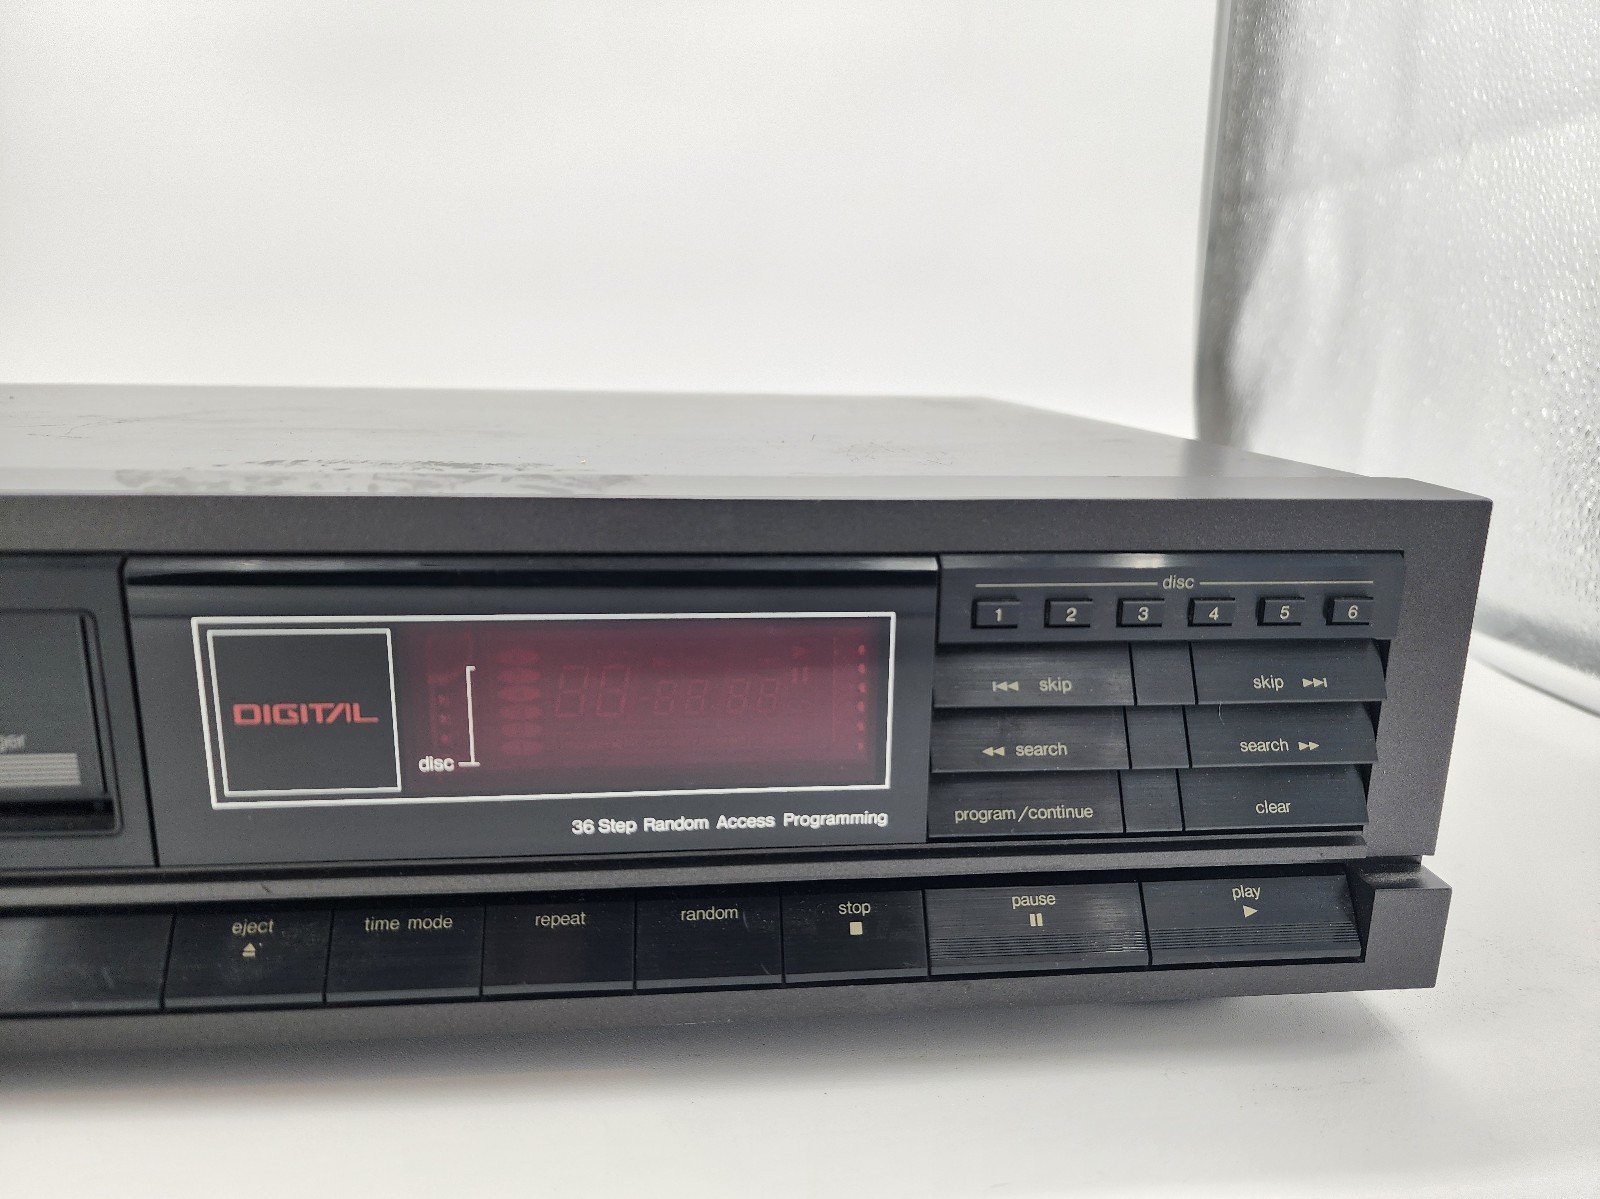 DIGITAL
disc
36 Step Random Access Programming
disc
1 2 3 4 5 6
skip skip
search search
program/continue clear
eject time mode repeat random stop pause play